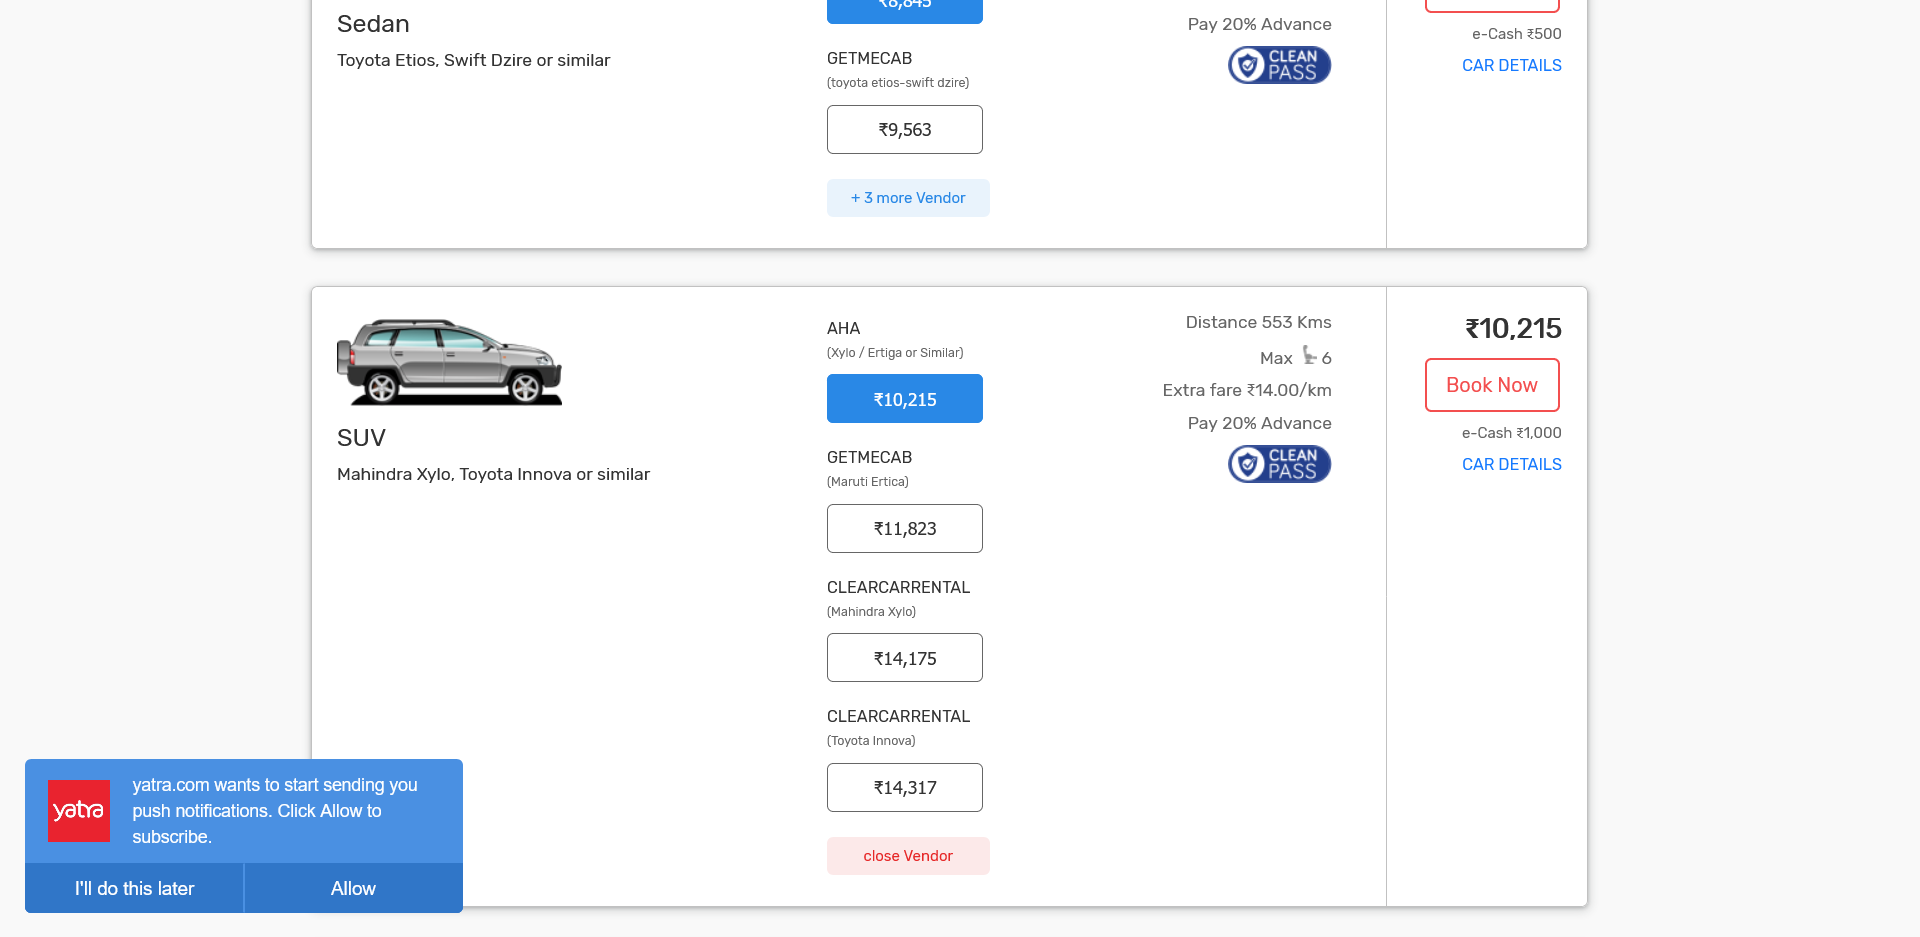 Sedan
Toyota Etios, Swift Dzire or similar
₹8,845
GETMECAB
(toyota etios-swift dzire)
₹9,563
+ 3 more Vendor
Pay 20% Advance
CLEAN
PASS
e-Cash ₹500
CAR DETAILS
SUV
Mahindra Xylo, Toyota Innova or similar
AHA
(Xylo / Ertiga or Similar)
₹10,215
GETMECAB
(Maruti Ertica)
₹11,823
CLEARCARRENTAL
(Mahindra Xylo)
₹14,175
CLEARCARRENTAL
(Toyota Innova)
₹14,317
close Vendor
Distance 553 Kms
Max 6
Extra fare ₹14.00/km
Pay 20% Advance
CLEAN
PASS
₹10,215
Book Now
e-Cash ₹1,000
CAR DETAILS
yatra
yatra.com wants to start sending you
push notifications. Click Allow to
subscribe.
I'll do this later
Allow